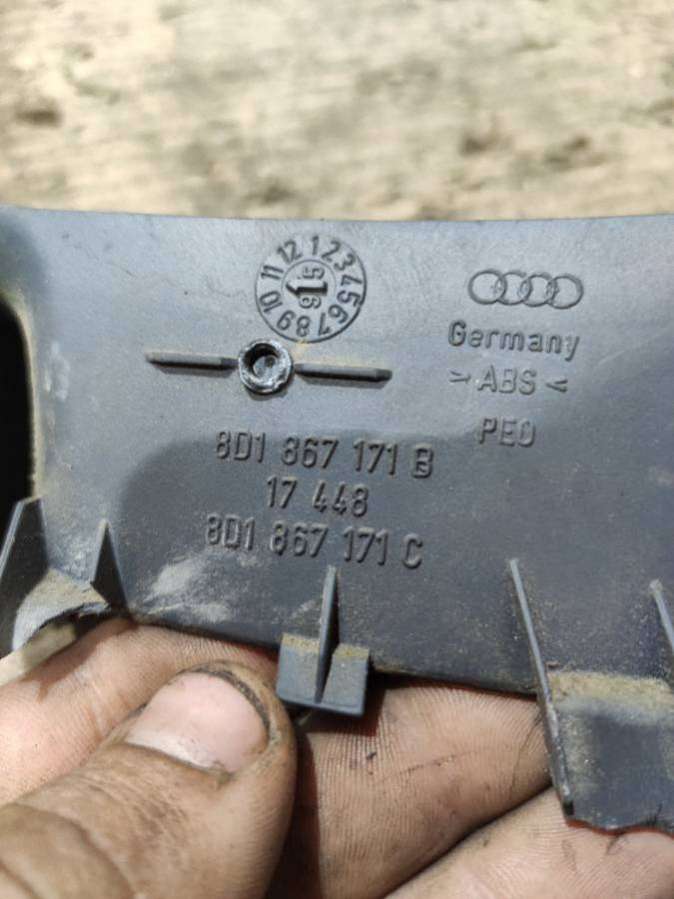 12 1 2 3 4 5 6 7 8 9 10 11
Germany
>ABS<
PEO
8D1 867 171 B
17 448
8D1 867 171 C